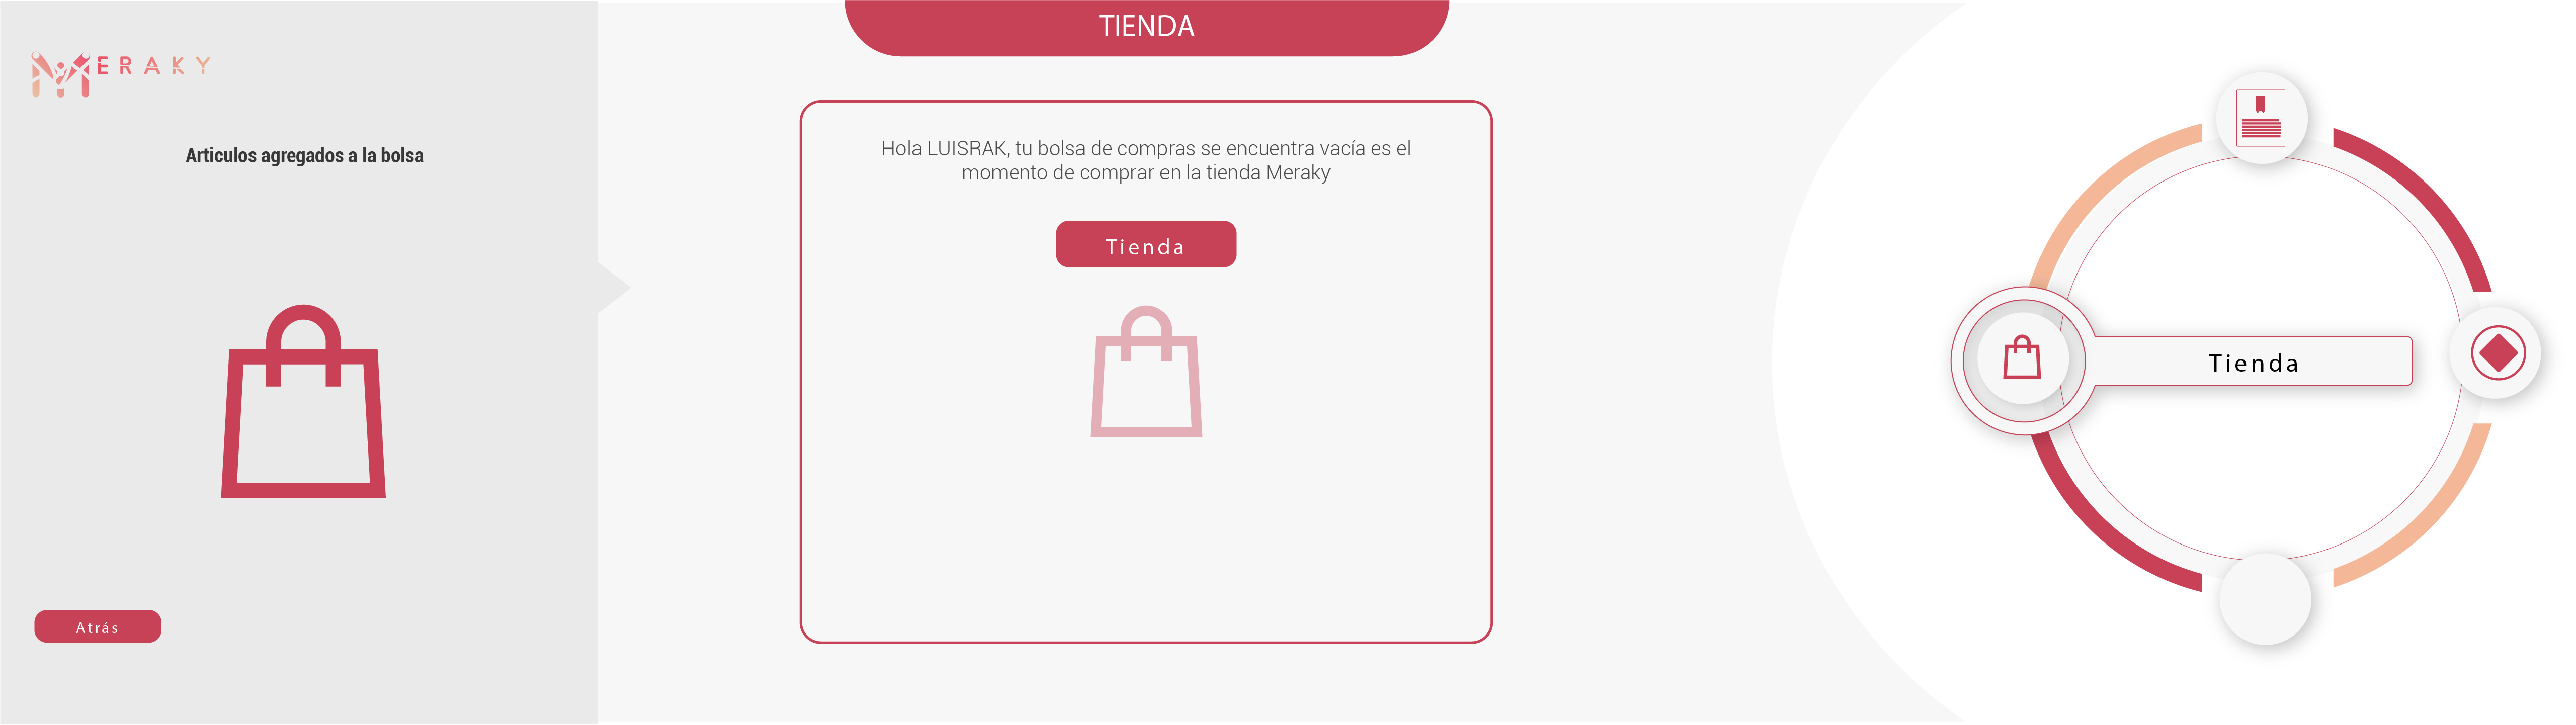 TIENDA
MERAKY
Articulos agregados a la bolsa
Hola LUISRAK, tu bolsa de compras se encuentra vacía es el
momento de comprar en la tienda Meraky
Tienda
Tienda
Atrás